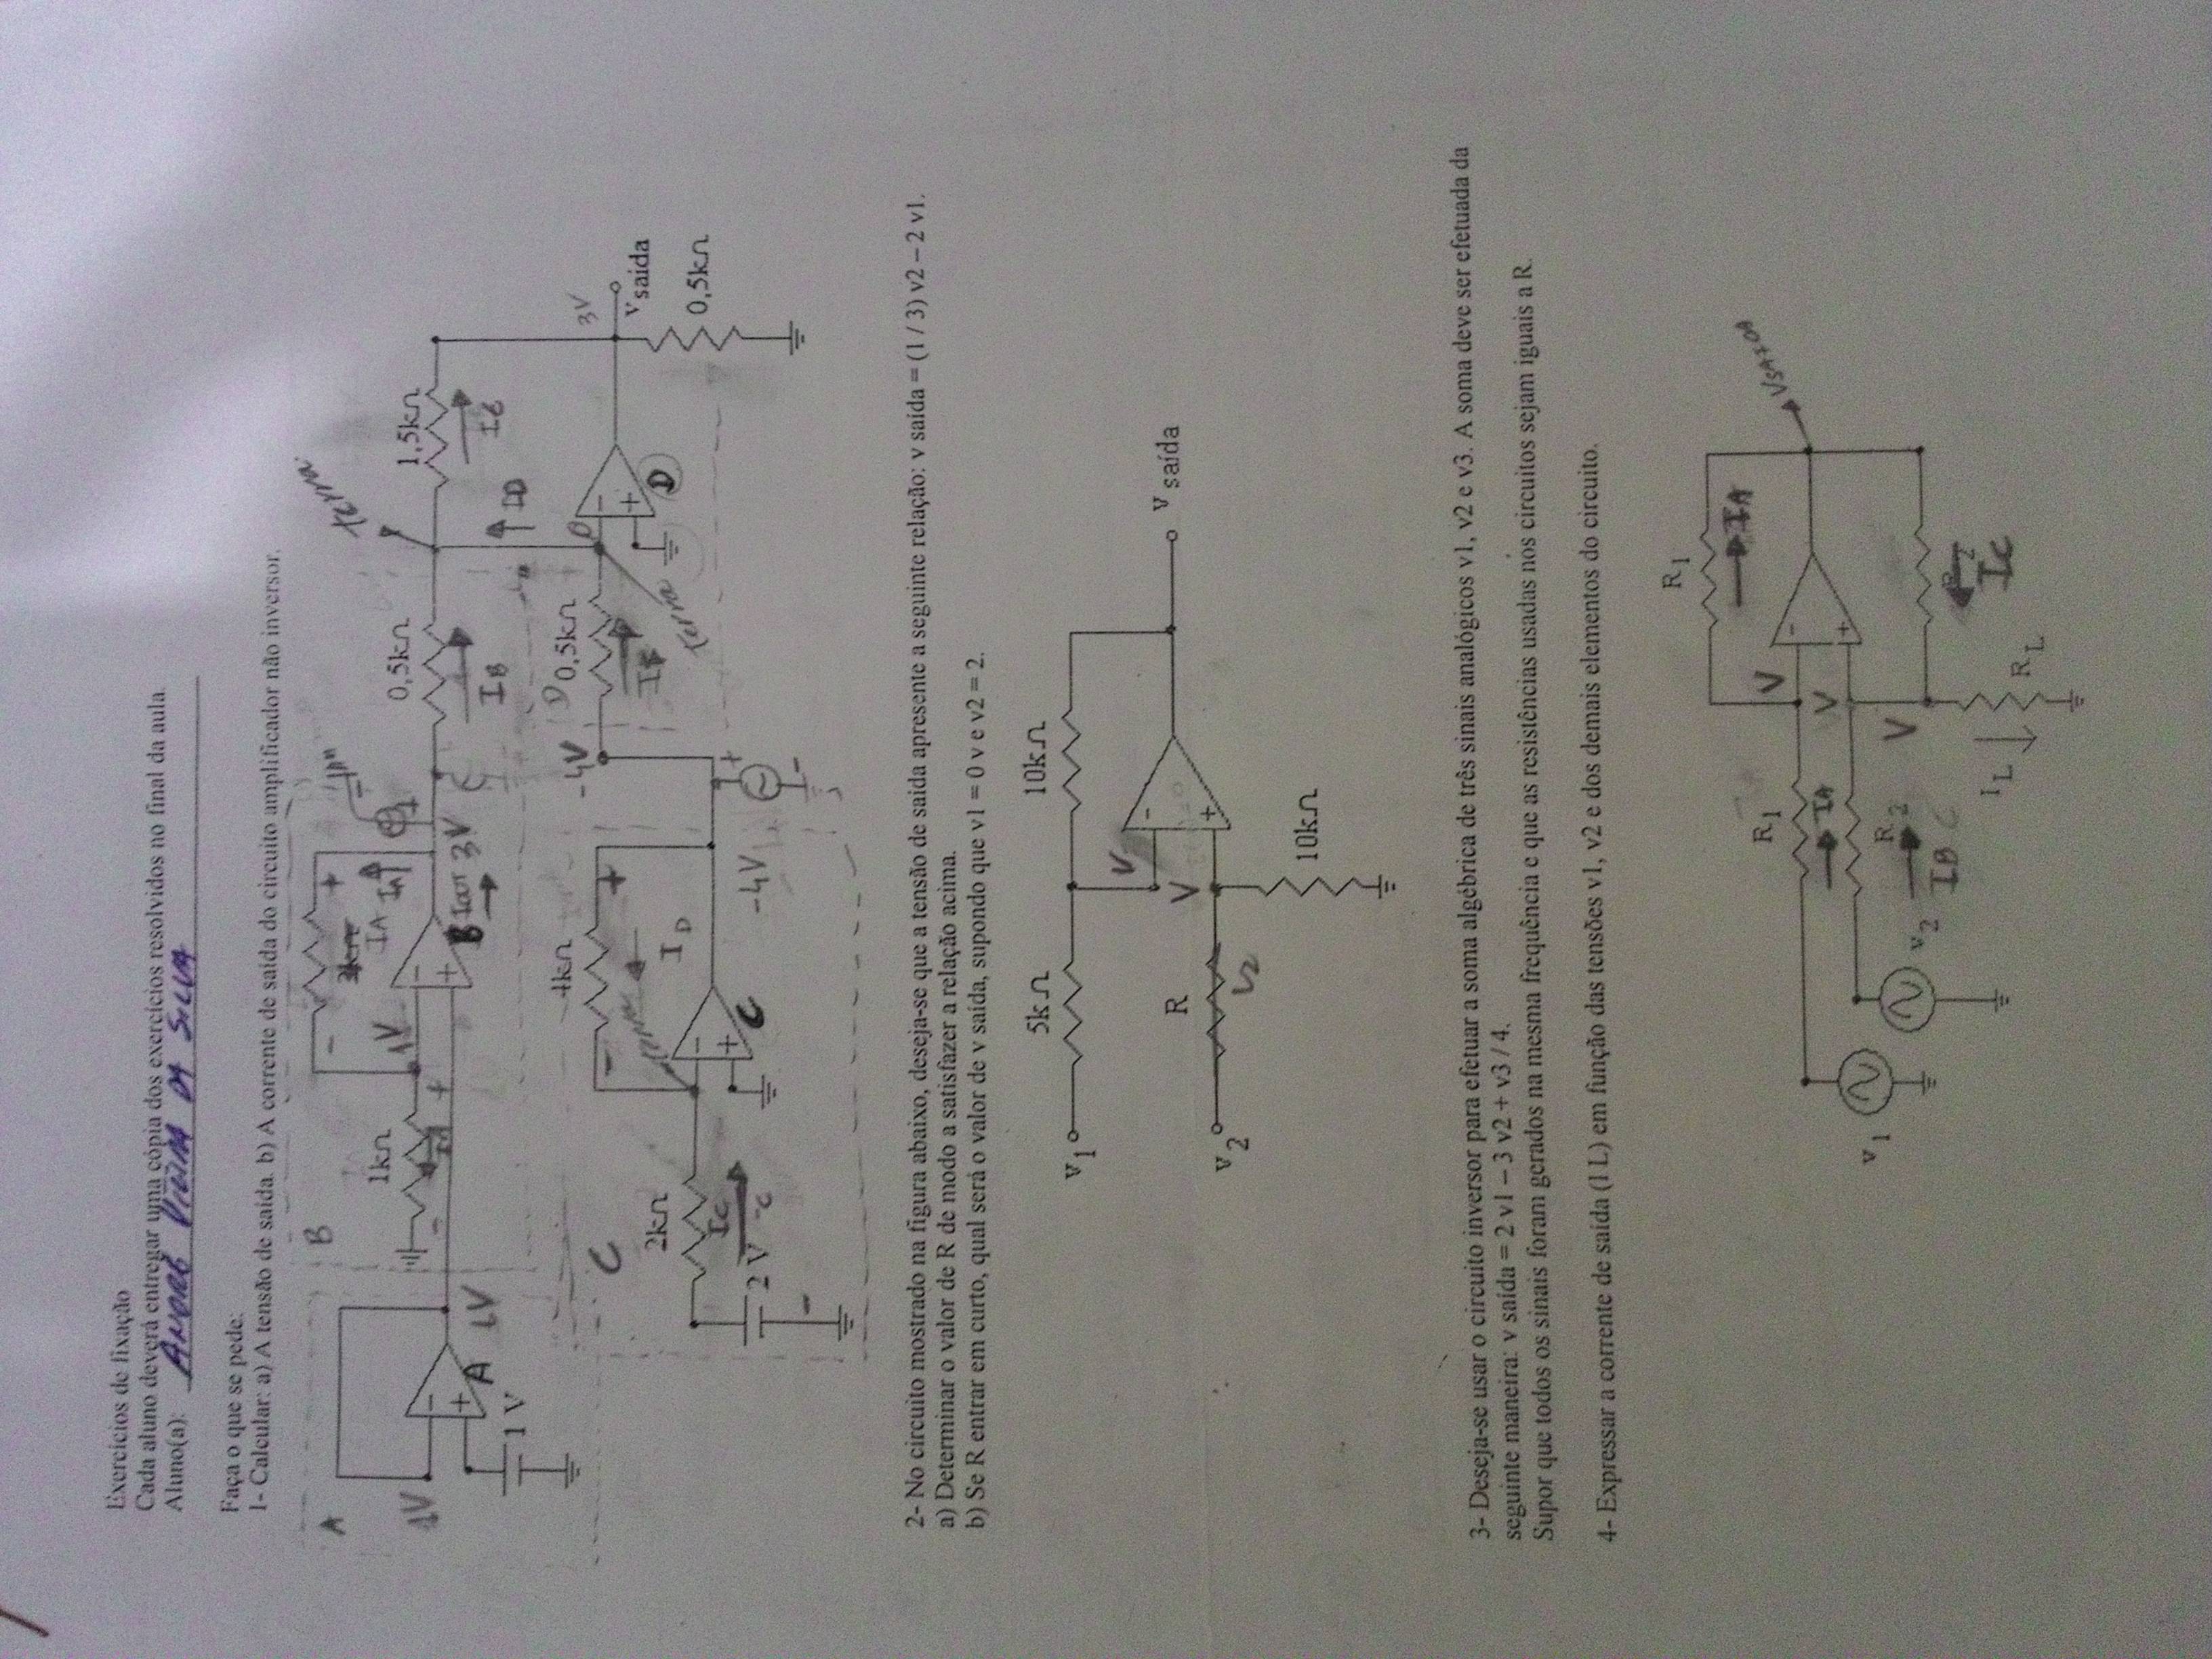 Exercícios de fixação
Cada aluno deverá entregar uma cópia dos exercícios resolvidos no final da aula.
Aluno(a): André Vieira da Silva
Faça o que se pede:
1- Calcular: a) A tensão de saída. b) A corrente de saída do circuito amplificador não inversor.
A
B
1V
A
1 V
1V
1kΩ
1V
IA
IA
B
3V
0,5kΩ
IB
terra
1,5kΩ
ID
C
2kΩ
IC
2 V
C
4kΩ
ID
-4V
-4V
0,5kΩ
terra
D
3V
v saída
0,5kΩ
2- No circuito mostrado na figura abaixo, deseja-se que a tensão de saída apresente a seguinte relação: v saída = (1 / 3) v2 – 2 v1.
a) Determinar o valor de R de modo a satisfazer a relação acima.
b) Se R entrar em curto, qual será o valor de v saída, supondo que v1 = 0 v e v2 = 2.
v1
5kΩ
10kΩ
V
v saída
v2
R
V2
V
10kΩ
3- Deseja-se usar o circuito inversor para efetuar a soma algébrica de três sinais analógicos v1, v2 e v3. A soma deve ser efetuada da
seguinte maneira: v saída = 2 v1 – 3 v2 + v3 / 4.
Supor que todos os sinais foram gerados na mesma frequência e que as resistências usadas nos circuitos sejam iguais a R.
4- Expressar a corrente de saída (I L) em função das tensões v1, v2 e dos demais elementos do circuito.
R1
IA
VSAIDA
R1
IA
V
V
v1
v2
R2
IB
V
R2
IC
IL
RL